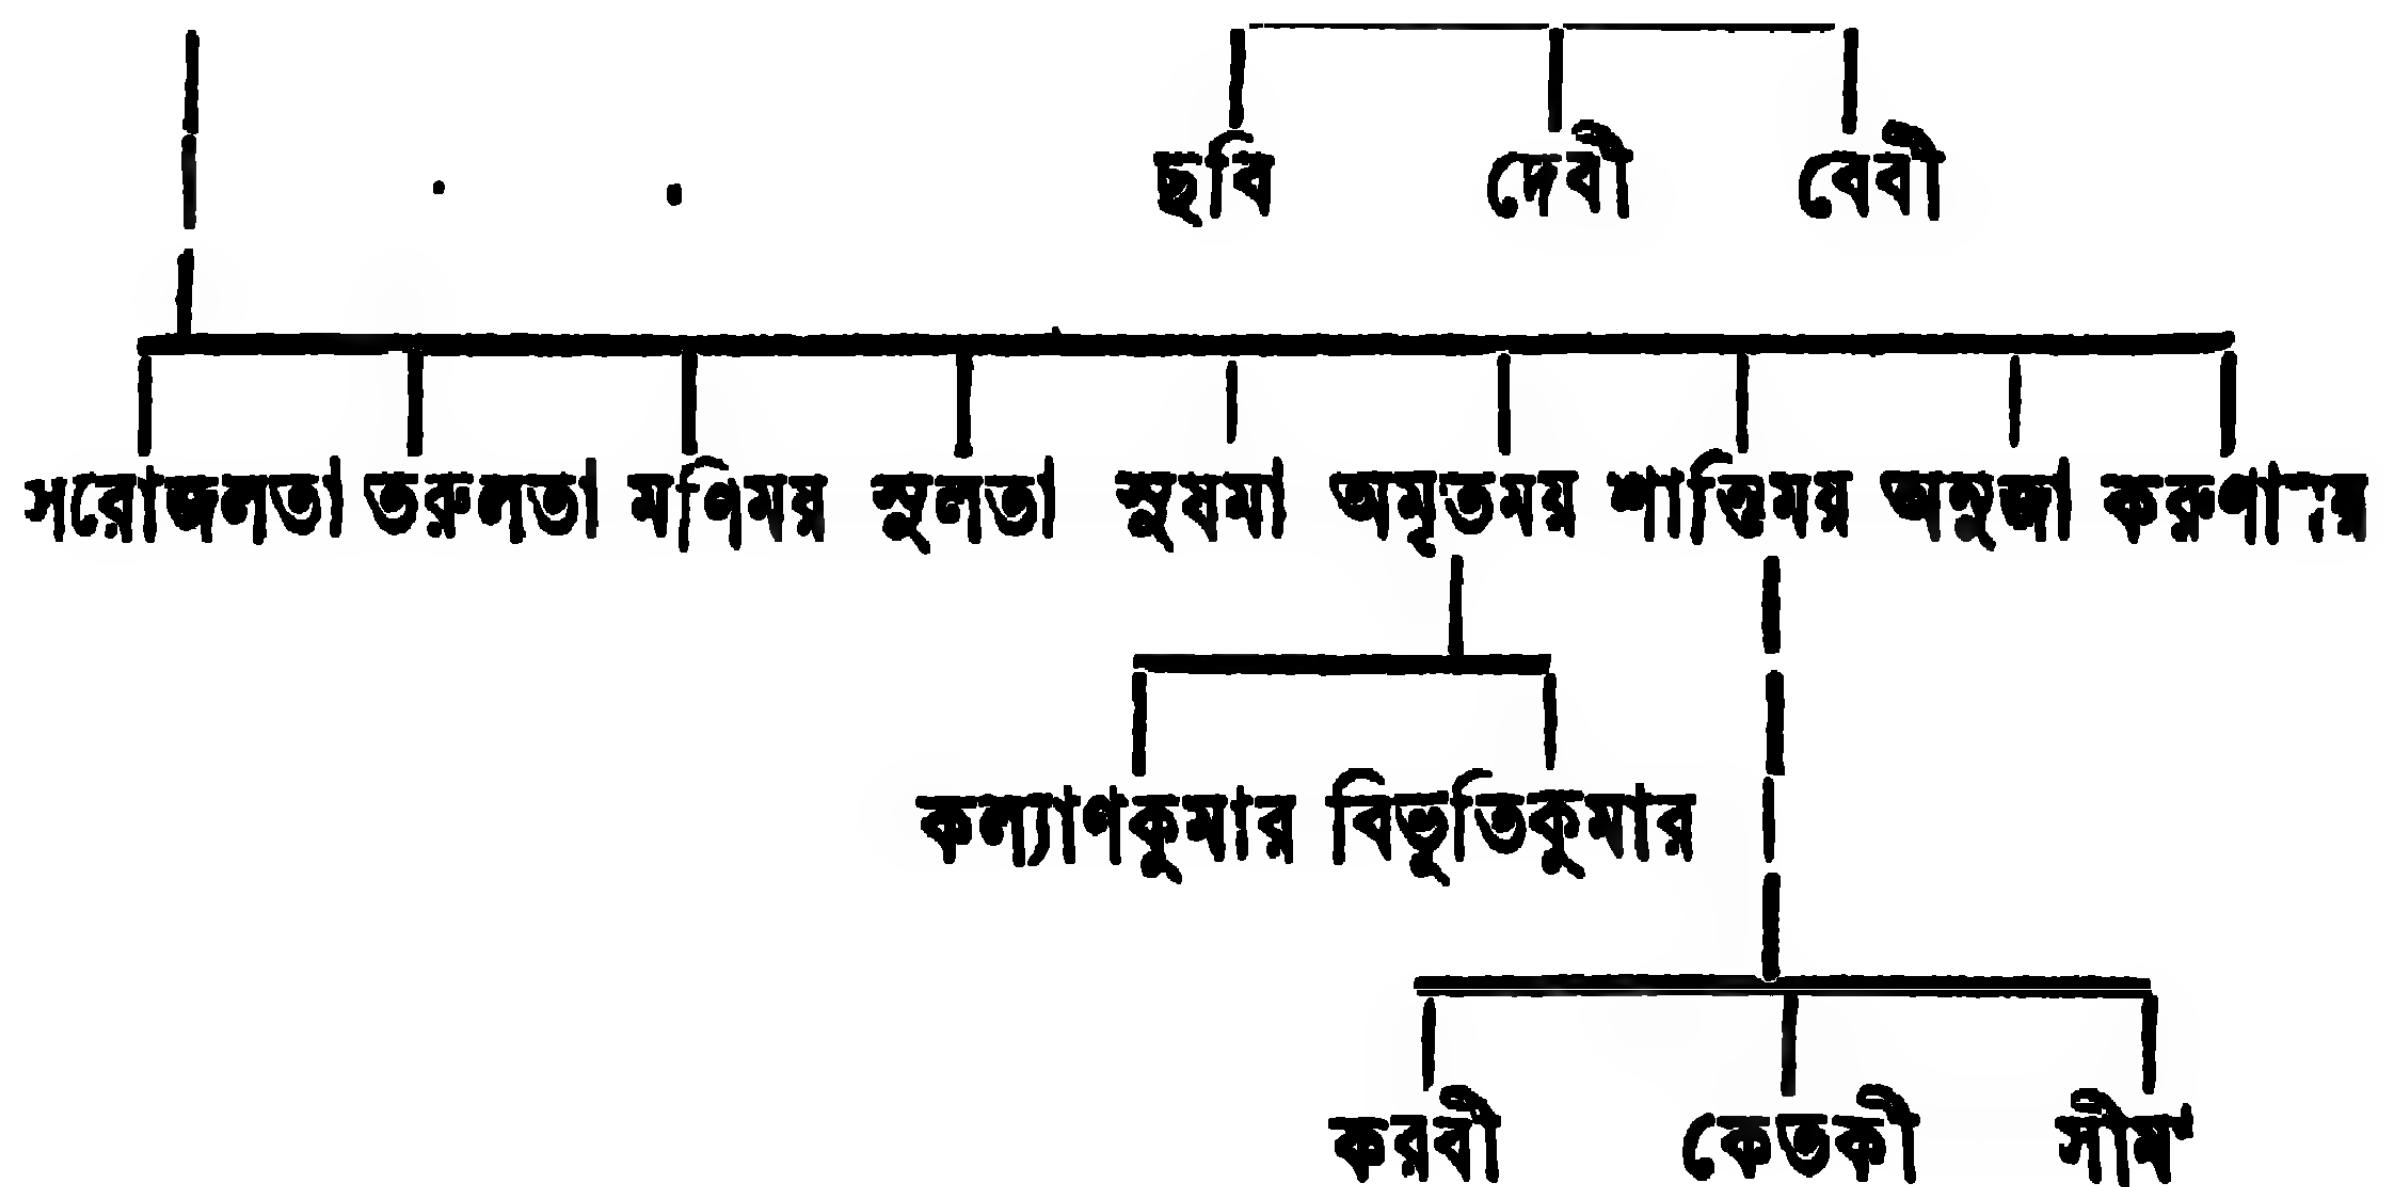 ছবি দেবী বেবী
সরোজলতা তরুলতা মণিময় সুলতা সুষমা অমৃতময় শান্তিময় অনুজা করুণাময়
কল্যাণকুমার বিভূতিকুমার
করবী কেতকী সীমা